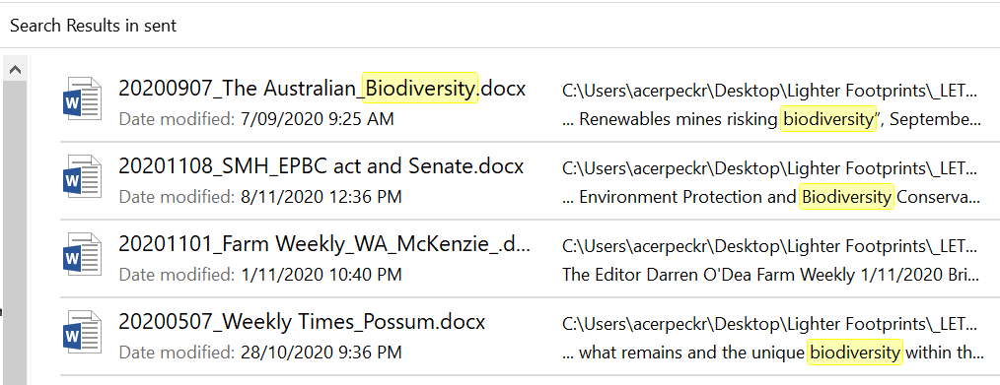 Search Results in sent
20200907_The Australian_Biodiversity.docx
C:\Users\acerpeckr\Desktop\Lighter Footprints\_LET...
Date modified: 7/09/2020 9:25 AM
... Renewables mines risking biodiversity”, Septembe...
20201108_SMH_EPBC act and Senate.docx
C:\Users\acerpeckr\Desktop\Lighter Footprints\_LET...
Date modified: 8/11/2020 12:36 PM
... Environment Protection and Biodiversity Conserva...
20201101_Farm Weekly_WA_McKenzie_.d...
C:\Users\acerpeckr\Desktop\Lighter Footprints\_LET...
Date modified: 1/11/2020 10:40 PM
The Editor Darren O'Dea Farm Weekly 1/11/2020 Bri...
20200507_Weekly Times_Possum.docx
C:\Users\acerpeckr\Desktop\Lighter Footprints\_LET...
Date modified: 28/10/2020 9:36 PM
... what remains and the unique biodiversity within th...